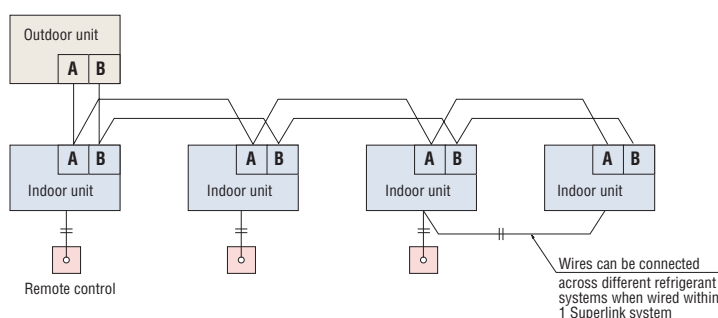 Outdoor unit
A B
A B
Indoor unit
A B
Indoor unit
A B
Indoor unit
A B
Indoor unit
Remote control
Wires can be connected
across different refrigerant
systems when wired within
1 Superlink system